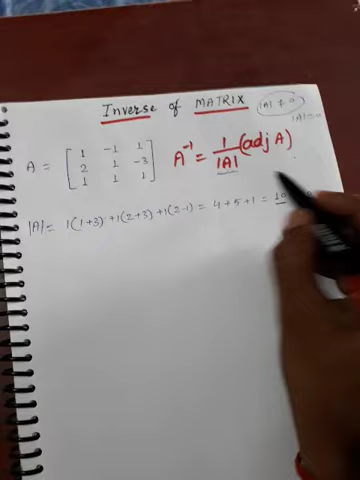 Inverse of MATRIX |A| ≠ 0
|A|=0
A = [ 1 -1 1
2 1 -3
1 1 1 ]
A⁻¹ = 1/|A| (adj A)
|A| = 1(1+3)+1(2+3)+1(2-1) = 4+5+1 = 10